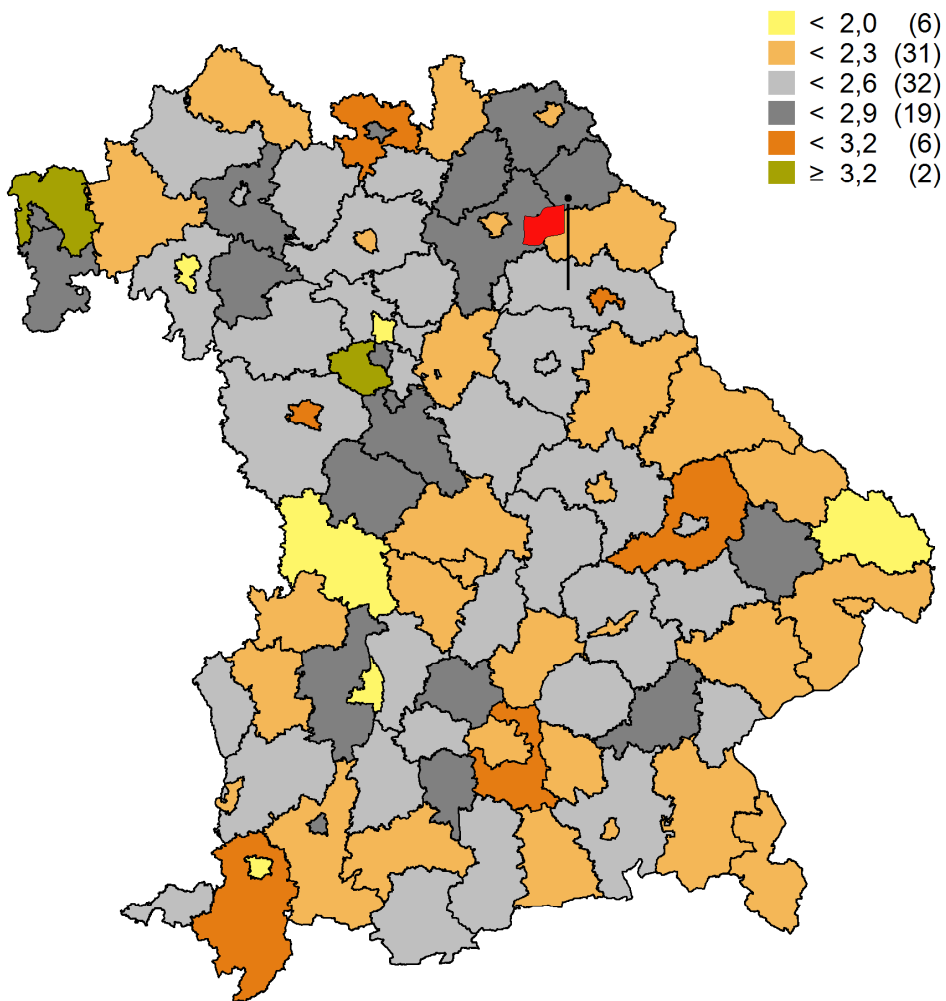 < 2,0 (6)
< 2,3 (31)
< 2,6 (32)
< 2,9 (19)
< 3,2 (6)
≥ 3,2 (2)